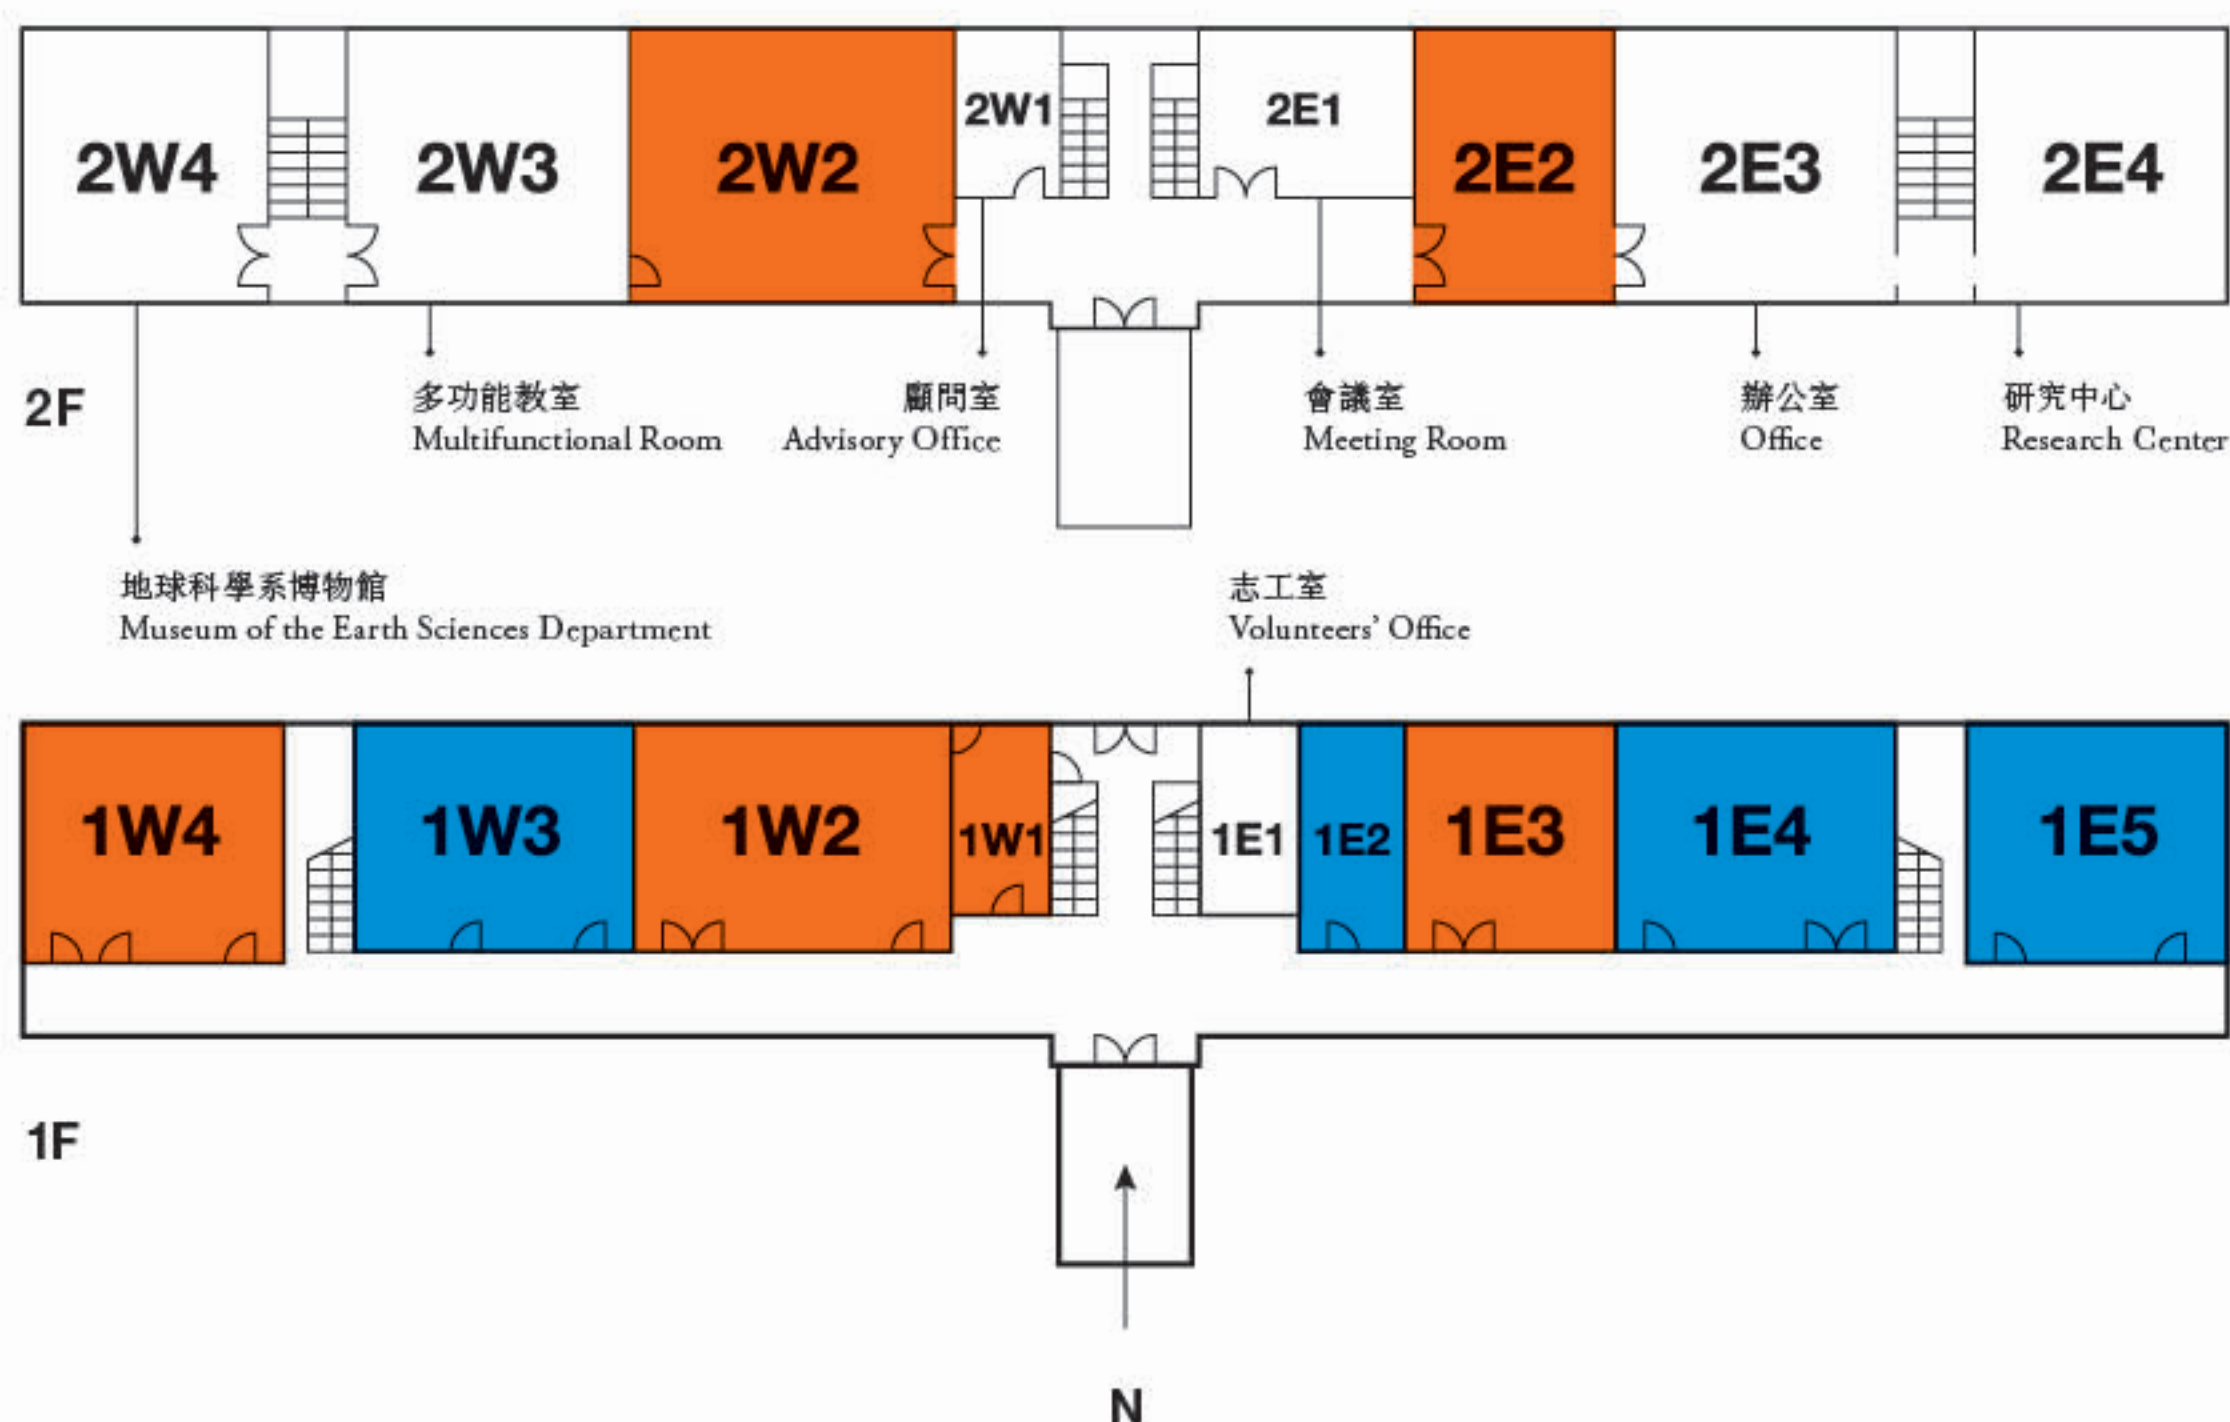 2W4
2W3
2W2
2W1
2E1
2E2
2E3
2E4
2F
多功能教室
Multifunctional Room
顧問室
Advisory Office
會議室
Meeting Room
辦公室
Office
研究中心
Research Center
地球科學系博物館
Museum of the Earth Sciences Department
志工室
Volunteers’ Office
1W4
1W3
1W2
1W1
1E1
1E2
1E3
1E4
1E5
1F
N